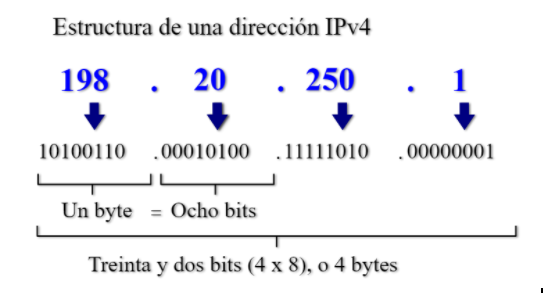 Estructura de una dirección IPv4
198 . 20 . 250 . 1
10100110 .00010100 .11111010 .00000001
Un byte = Ocho bits
Treinta y dos bits (4 x 8), o 4 bytes